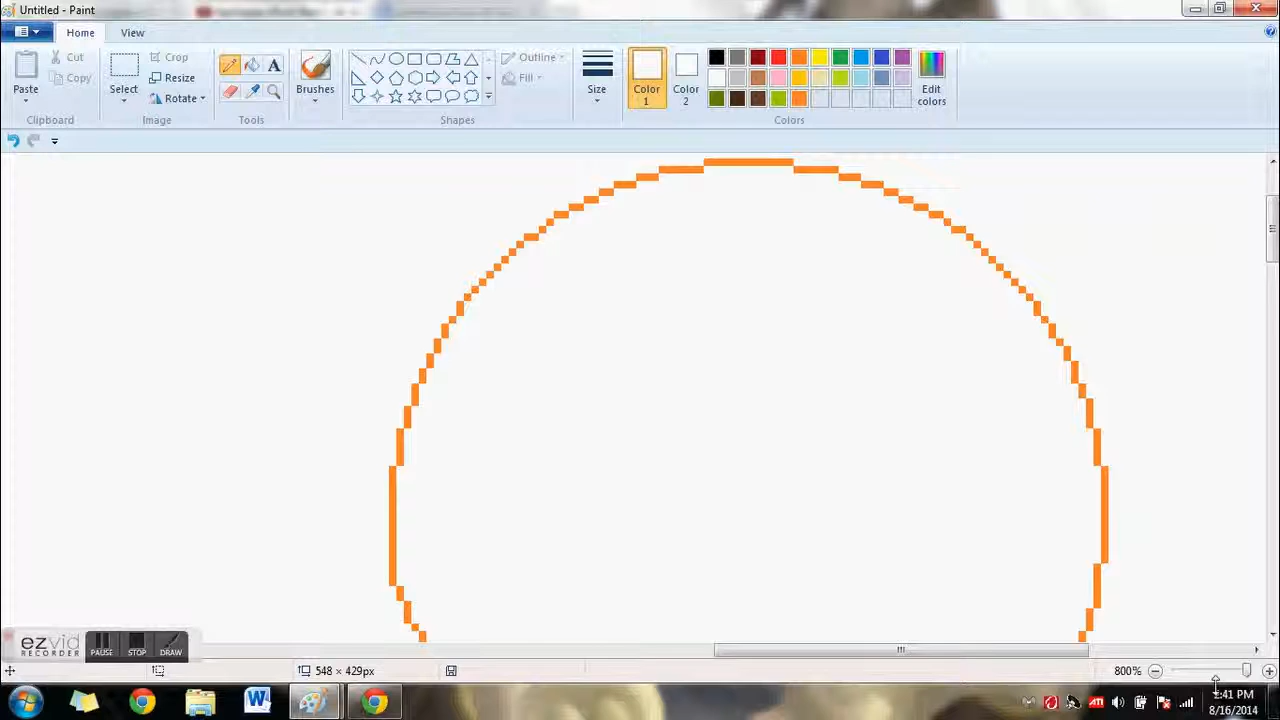 Untitled - Paint
Home View
Paste
Cut
Copy
Clipboard
Select
Crop
Resize
Rotate
Image
A
Tools
Brushes
Outline
Fill
Shapes
Size
Color 1
Color 2
Edit colors
Colors
ezvid
RECORDER
PAUSE
STOP
DRAW
548 × 429px
800%
W
2:41 PM
8/16/2014